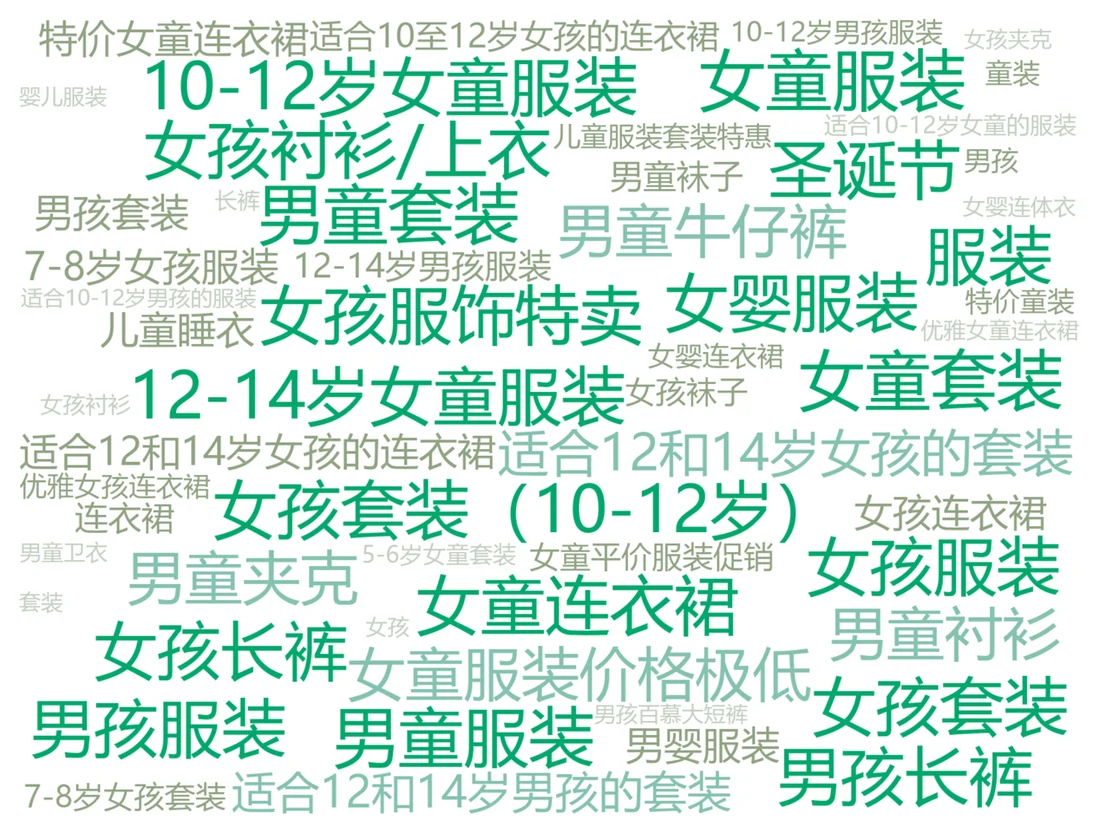 特价女童连衣裙 适合10至12岁女孩的连衣裙 10-12岁男孩服装 女孩夹克
婴儿服装 10-12岁女童服装 女童服装 童装
女孩衬衫/上衣 儿童服装套装特惠 适合10-12岁女童的服装
男童袜子 圣诞节 男孩
男孩套装 长裤 男童套装 男童牛仔裤 女婴连体衣
7-8岁女孩服装 12-14岁男孩服装 服装
适合10-12岁男孩的服装 女孩服饰特卖 女婴服装 特价童装
儿童睡衣 优雅女童连衣裙
女婴连衣裙
女孩衬衫 12-14岁女童服装 女孩袜子 女童套装
适合12和14岁女孩的连衣裙 适合12和14岁女孩的套装
优雅女孩连衣裙 女孩套装（10-12岁）
连衣裙 女孩连衣裙
男童卫衣 男童夹克 5-6岁女童套装 女童平价服装促销 女孩服装
套装 女童连衣裙
女孩长裤 女孩 男童衬衫
女童服装价格极低
男孩服装 男童服装 男孩百慕大短裤 女孩套装
男婴服装
7-8岁女孩套装 适合12和14岁男孩的套装 男孩长裤